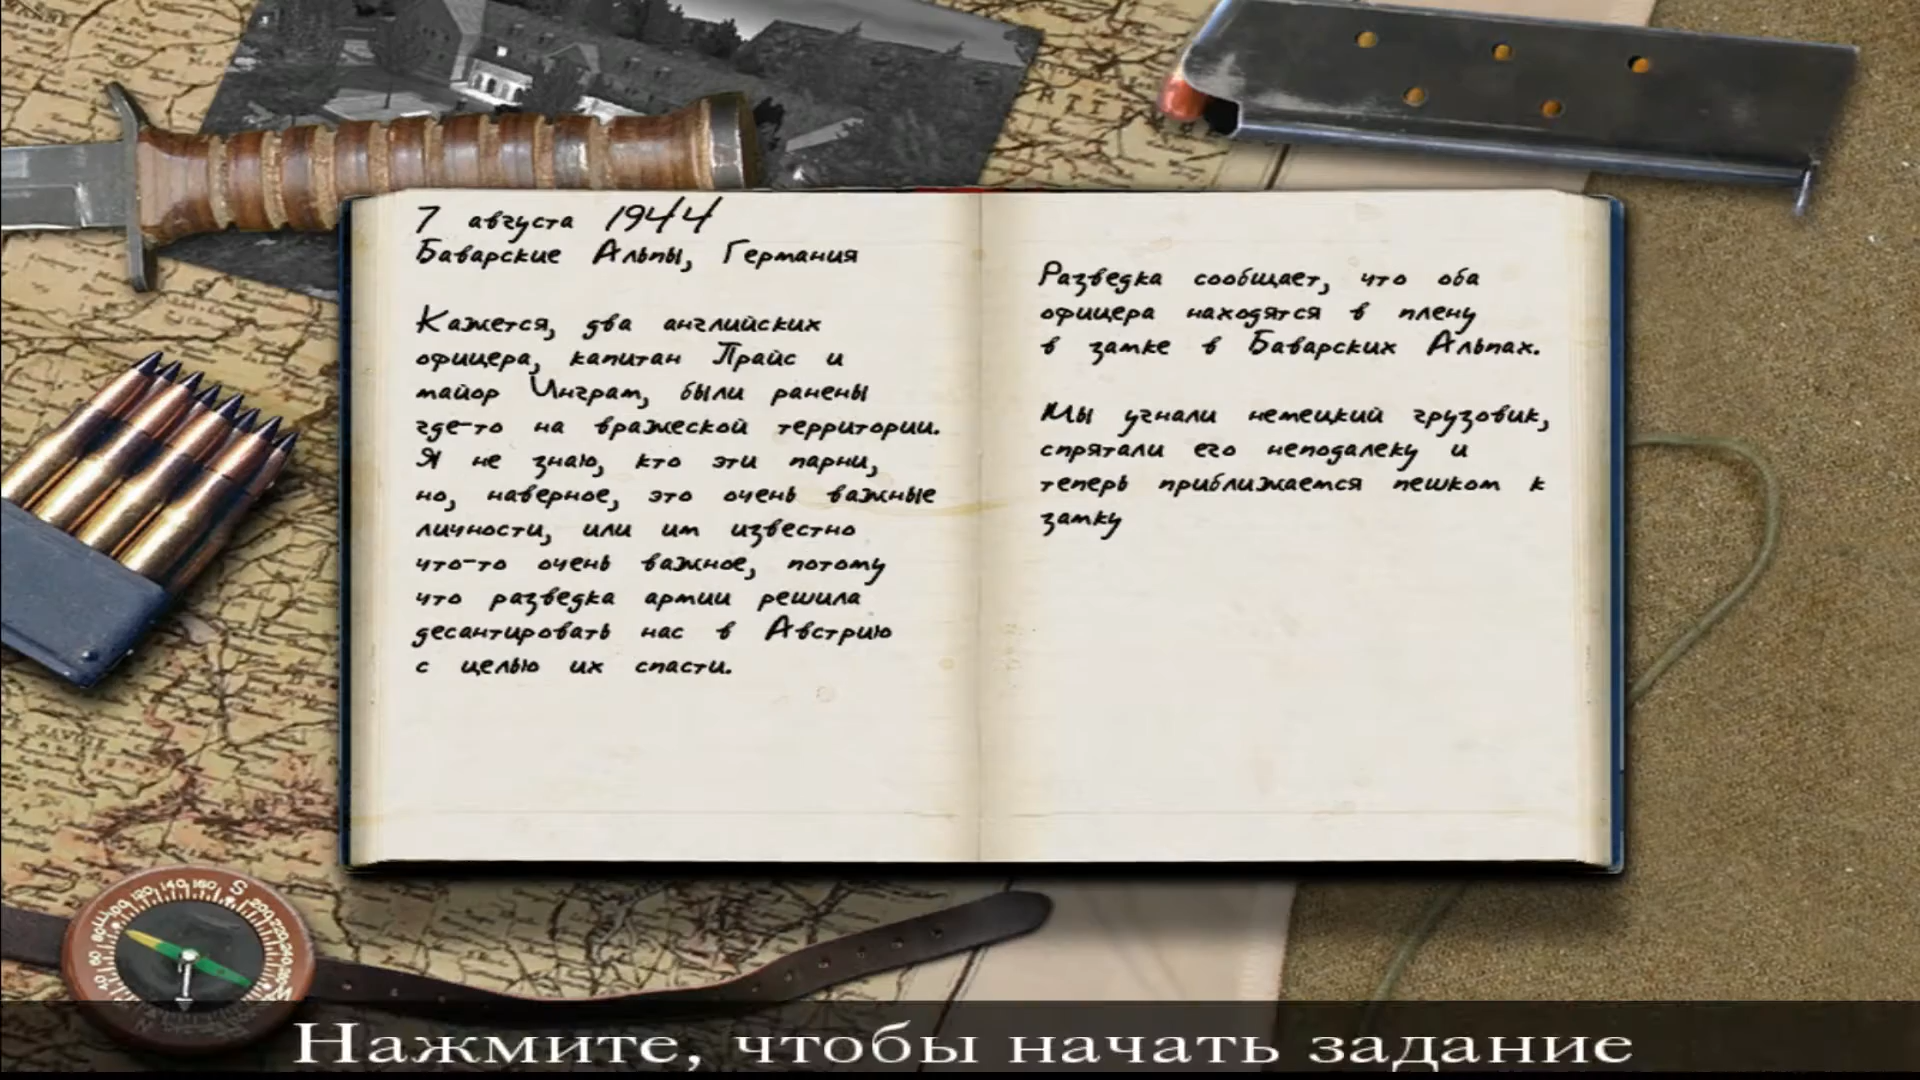 7 августа 1944
Баварские Альпы, Германия
Кажется, два английских
офицера, капитан Прайс и
майор Инграм, были ранены
где-то на вражеской территории.
Я не знаю, кто эти парни,
но, наверное, это очень важные
личности, или им известно
что-то очень важное, потому
что разведка армии решила
десантировать нас в Австрию
с целью их спасти.
Разведка сообщает, что оба
офицера находятся в плену
в замке в Баварских Альпах.
Мы угнали немецкий грузовик,
спрятали его неподалеку и
теперь приближаемся пешком к
замку
Нажмите, чтобы начать задание